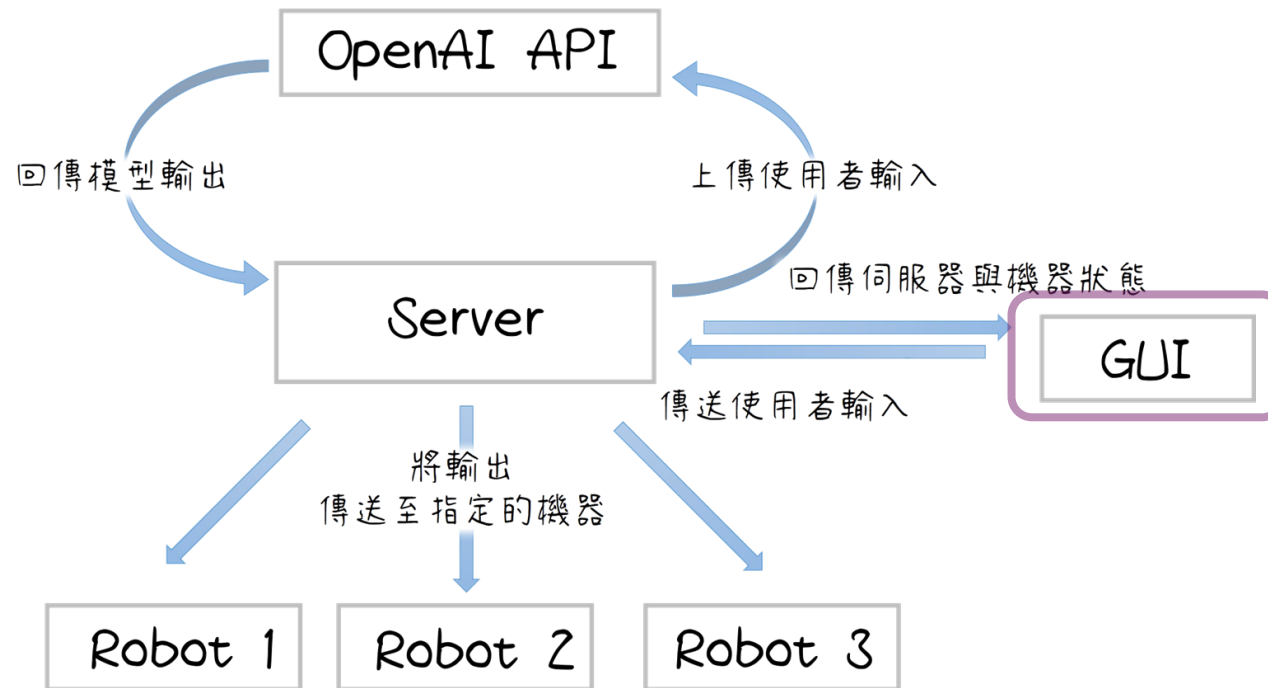 OpenAI API
回傳模型輸出
上傳使用者輸入
回傳伺服器與機器狀態
Server
GUI
傳送使用者輸入
將輸出
傳送至指定的機器
Robot 1
Robot 2
Robot 3